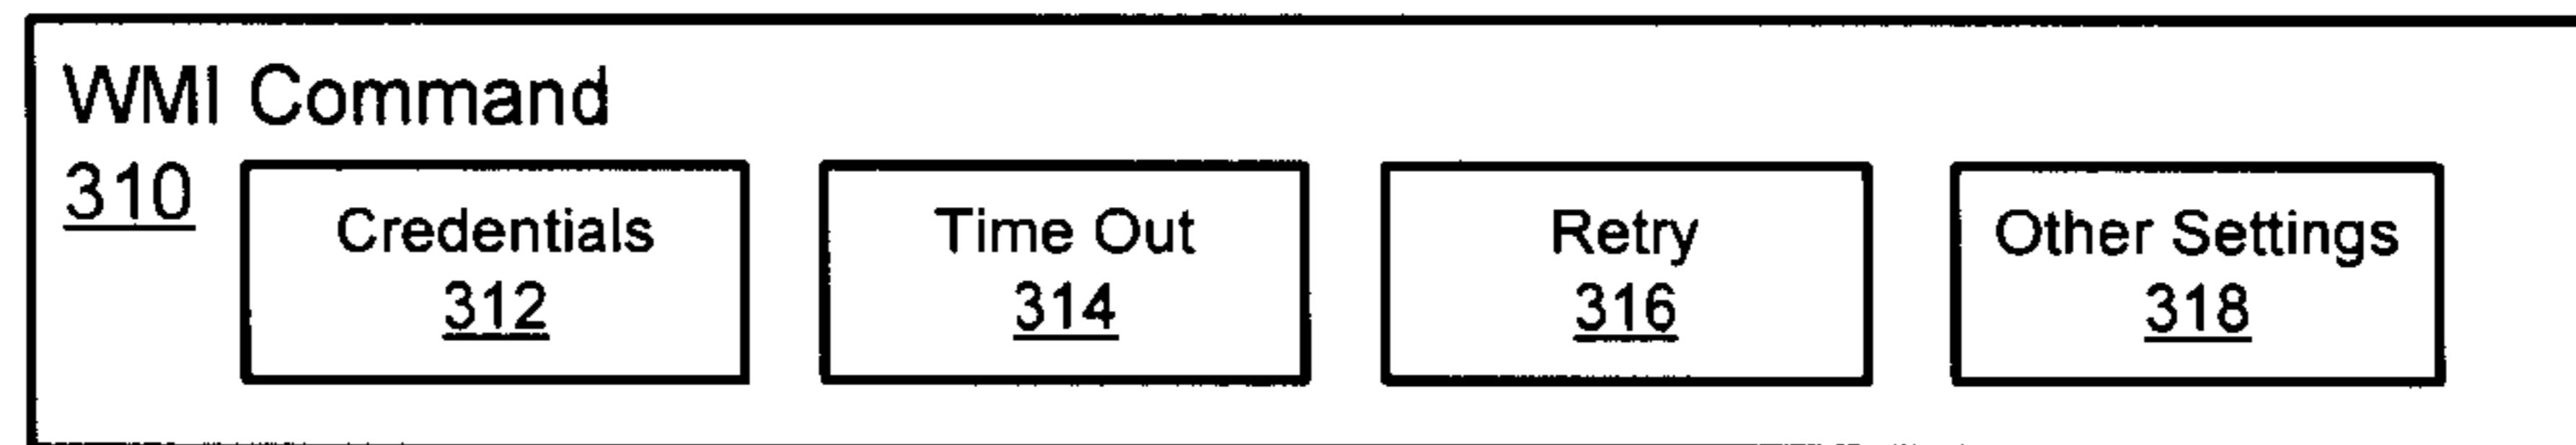 WMI Command
310
Credentials
312
Time Out
314
Retry
316
Other Settings
318